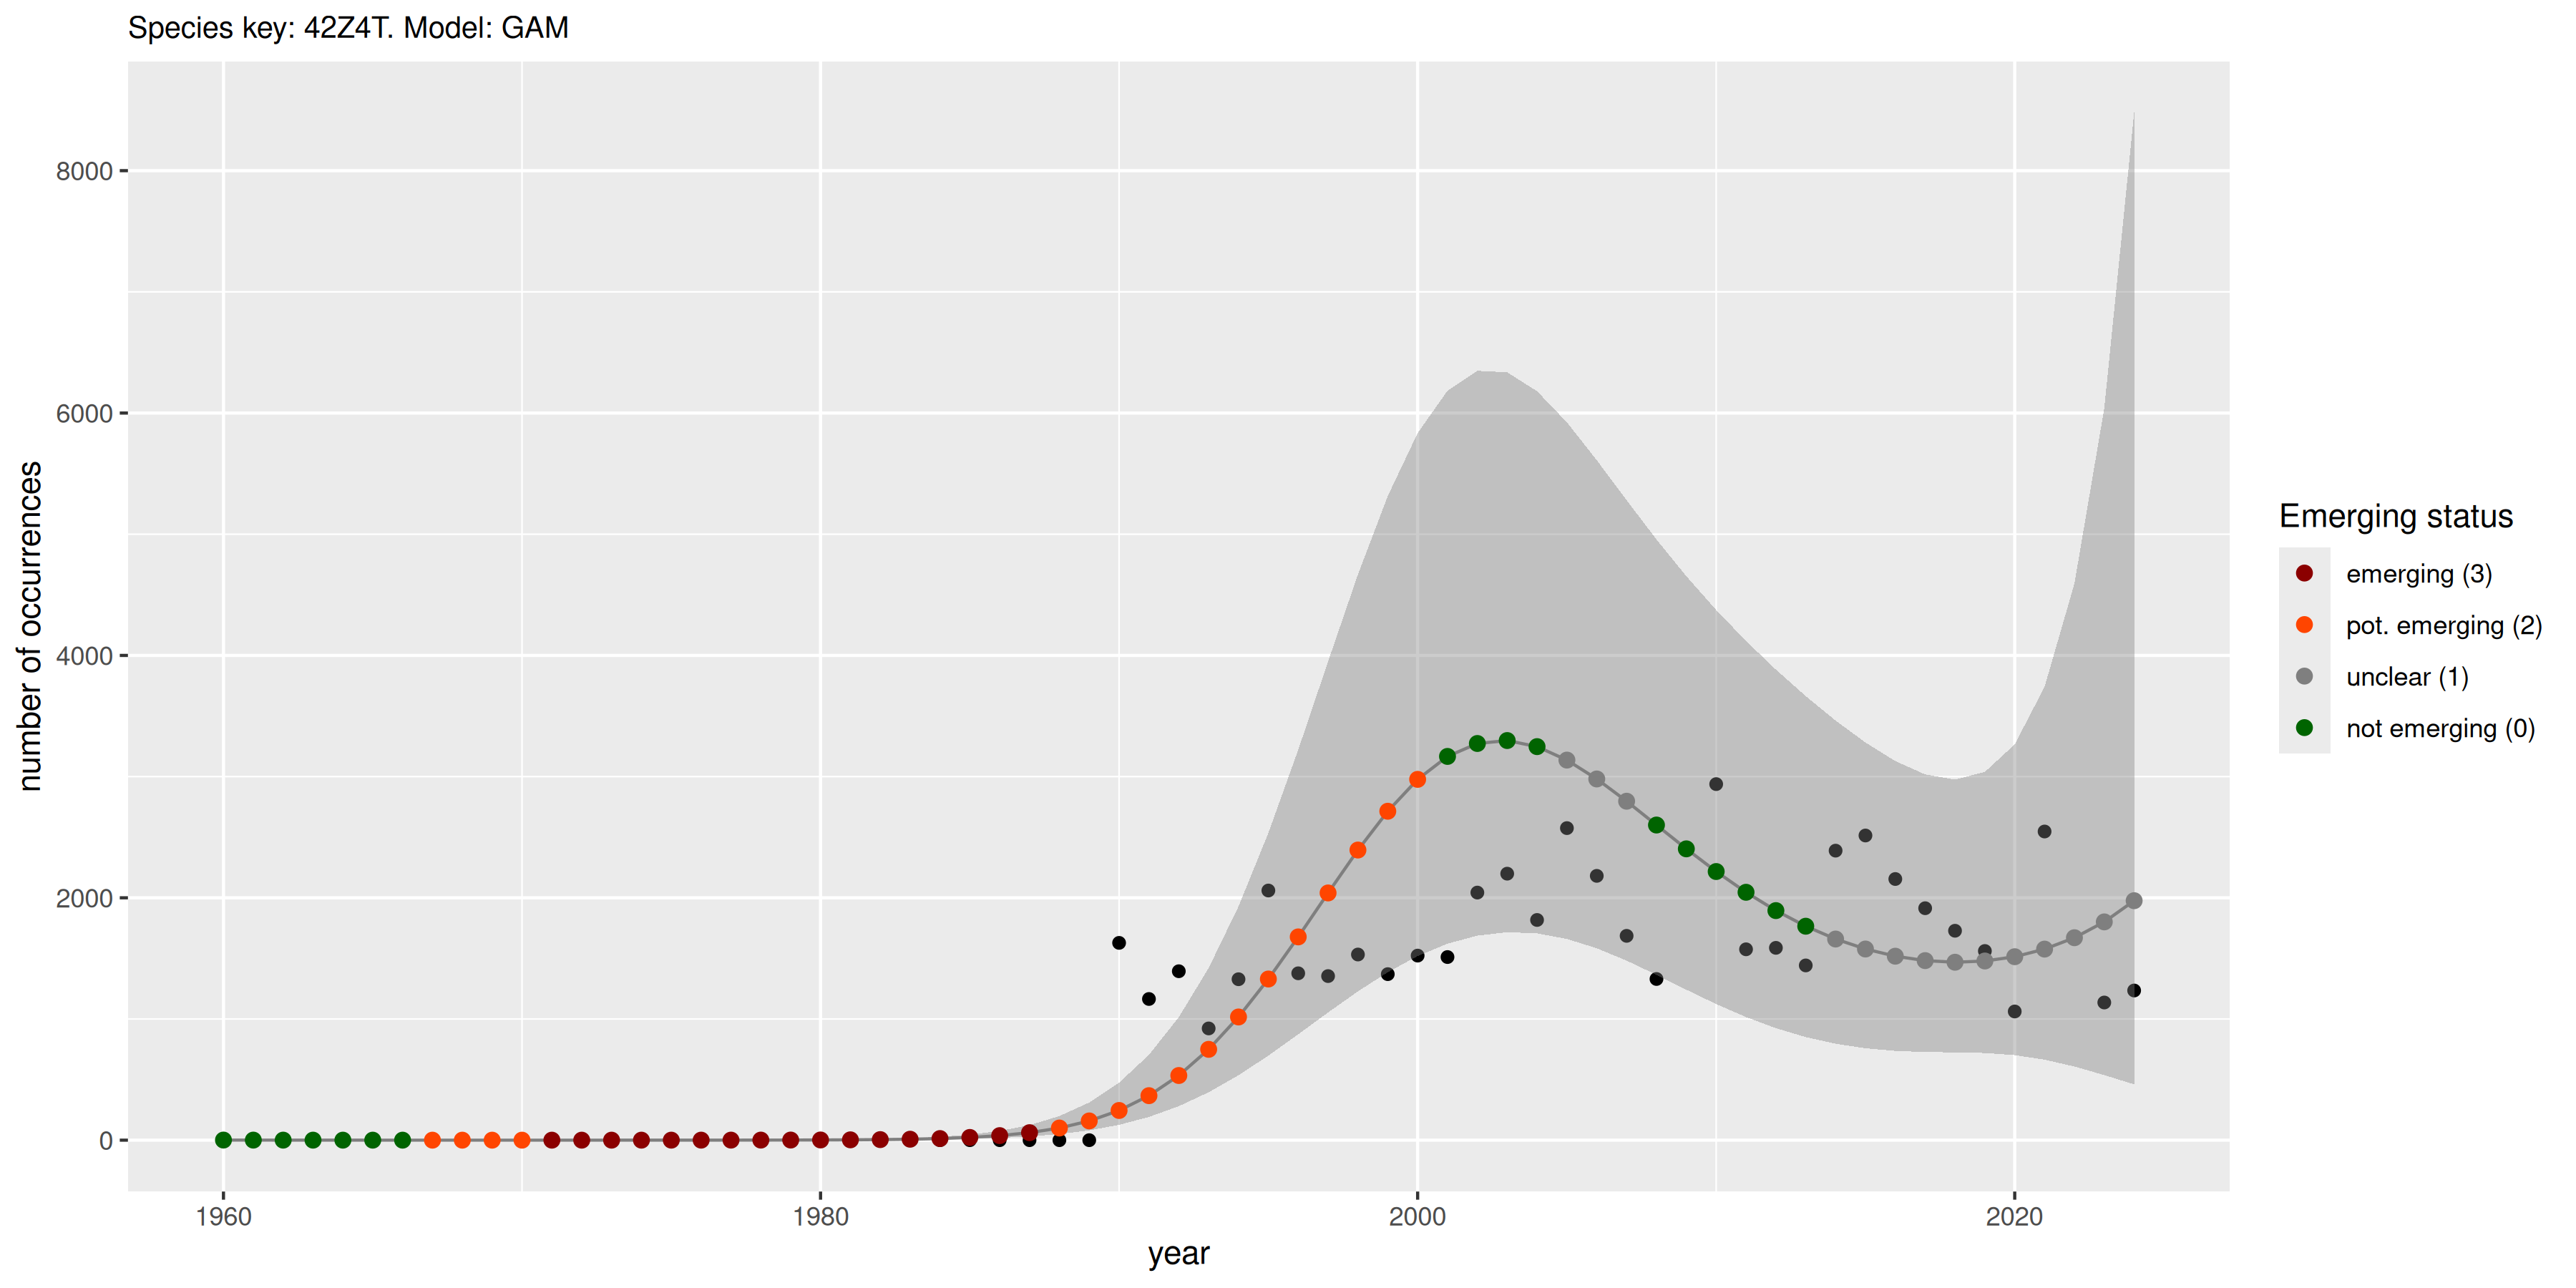 Species key: 42Z4T. Model: GAM
8000
6000
4000
2000
0
number of occurrences
1960
1980
2000
2020
year
Emerging status
emerging (3)
pot. emerging (2)
unclear (1)
not emerging (0)